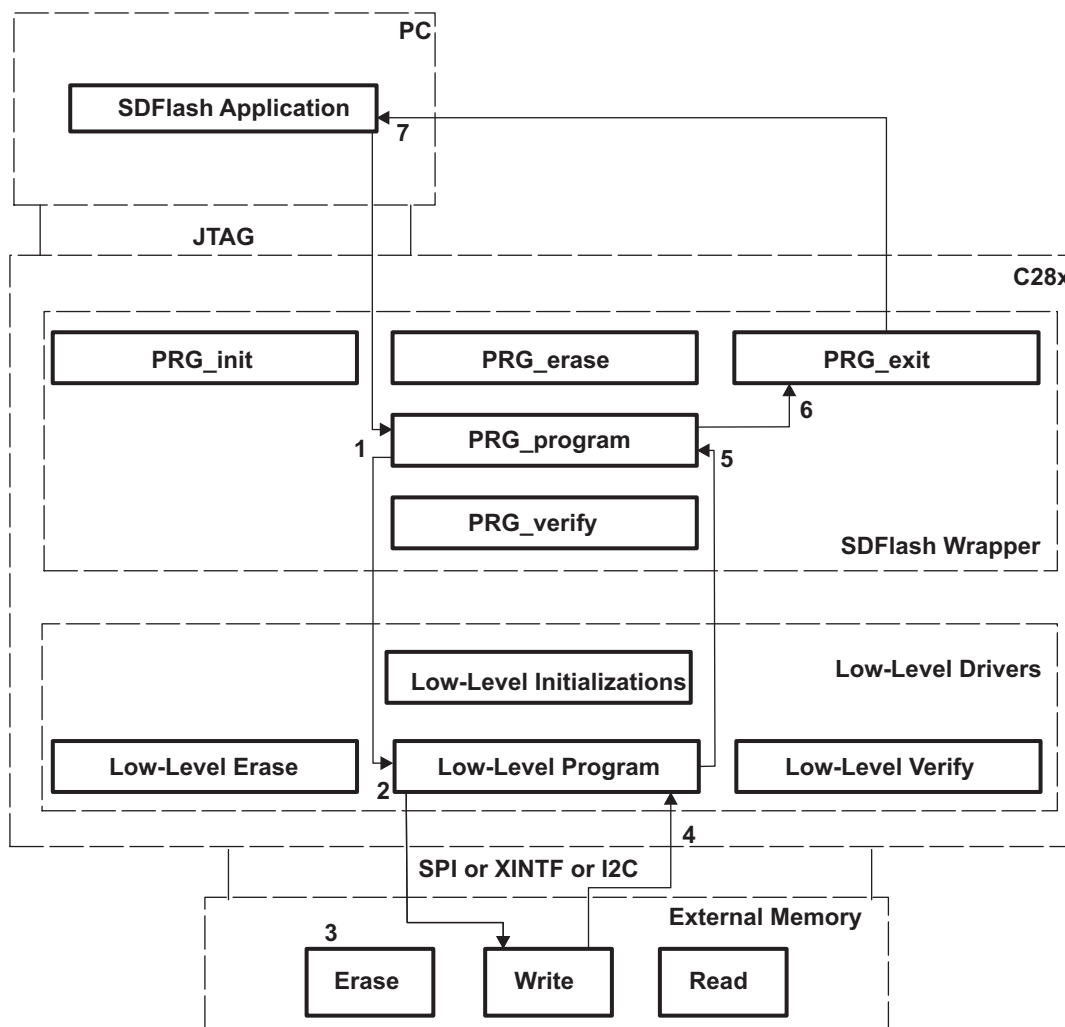 PC
SDFlash Application
7
JTAG
C28x
PRG_init
PRG_erase
PRG_exit
6
1
PRG_program
5
PRG_verify
SDFlash Wrapper
Low-Level Initializations
Low-Level Drivers
Low-Level Erase
Low-Level Program
Low-Level Verify
2
4
SPI or XINTF or I2C
External Memory
3
Erase
Write
Read